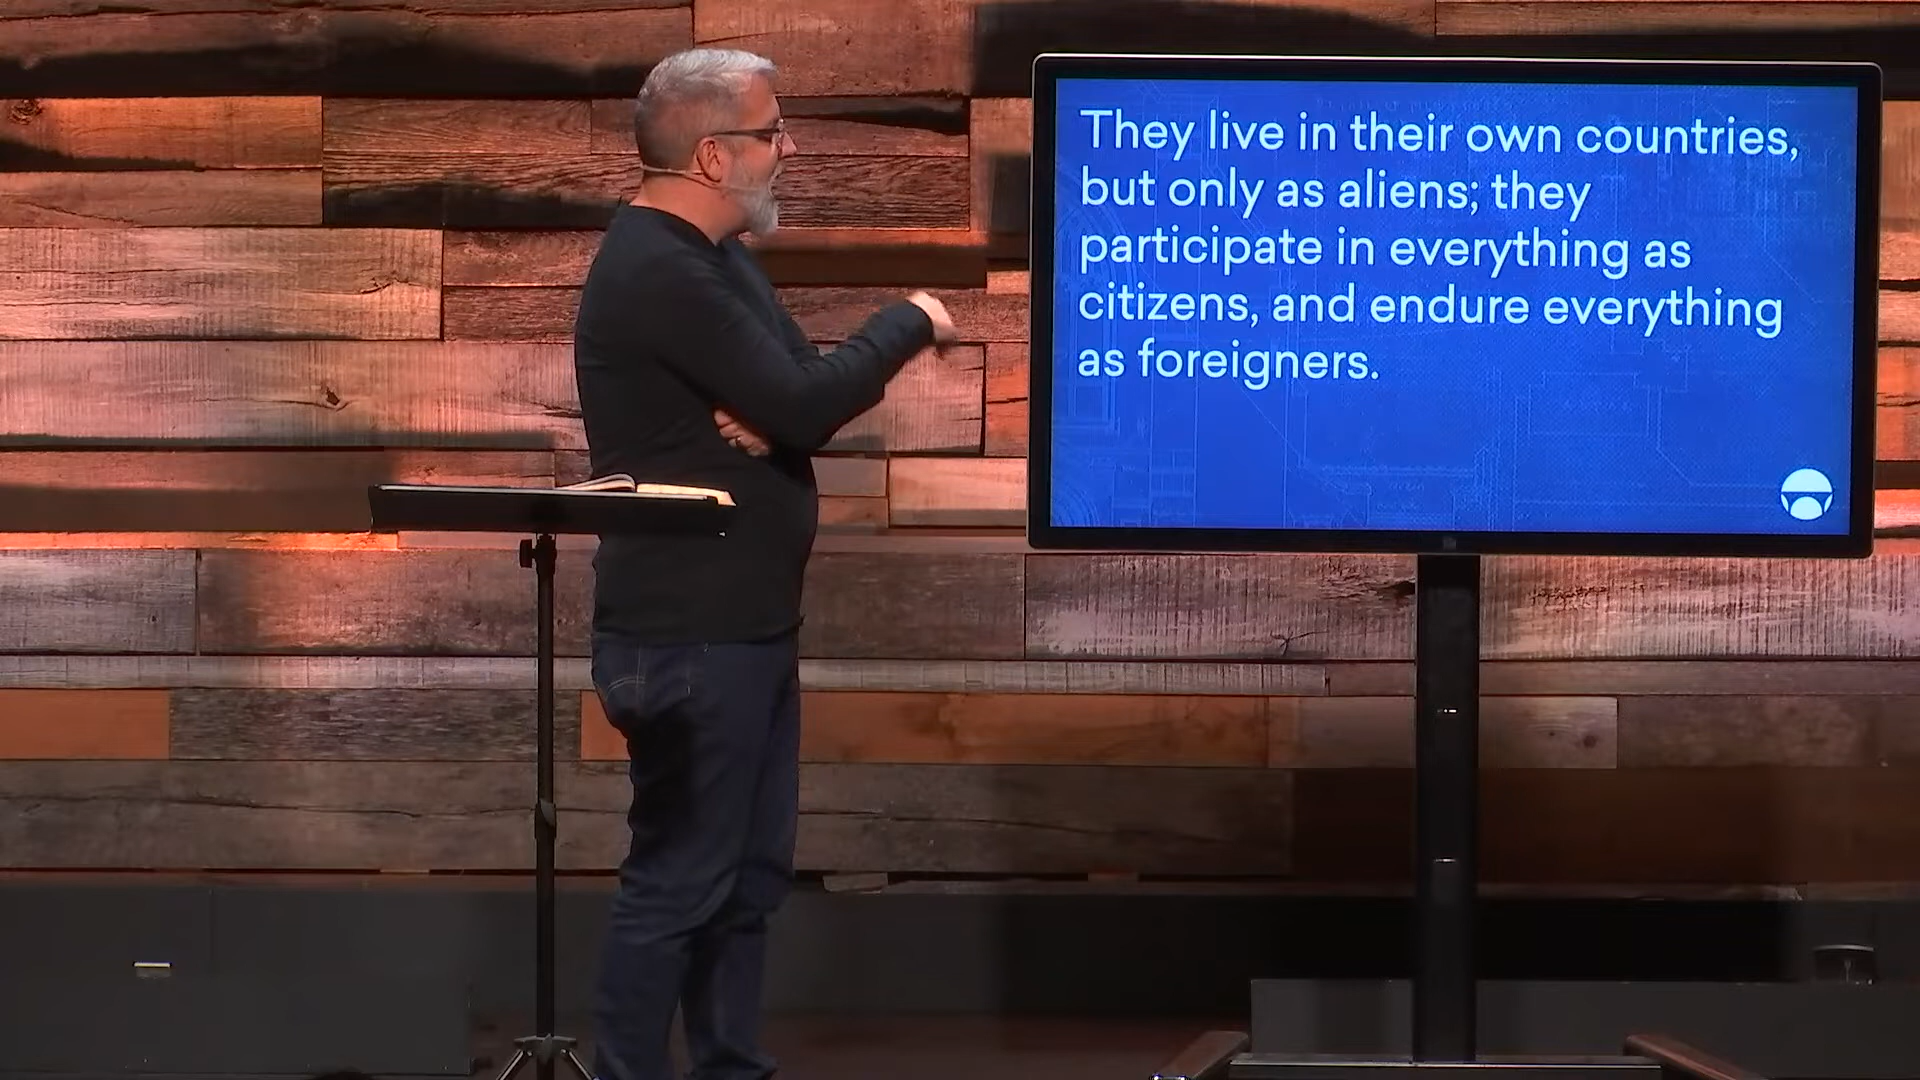 They live in their own countries,
but only as aliens; they
participate in everything as
citizens, and endure everything
as foreigners.